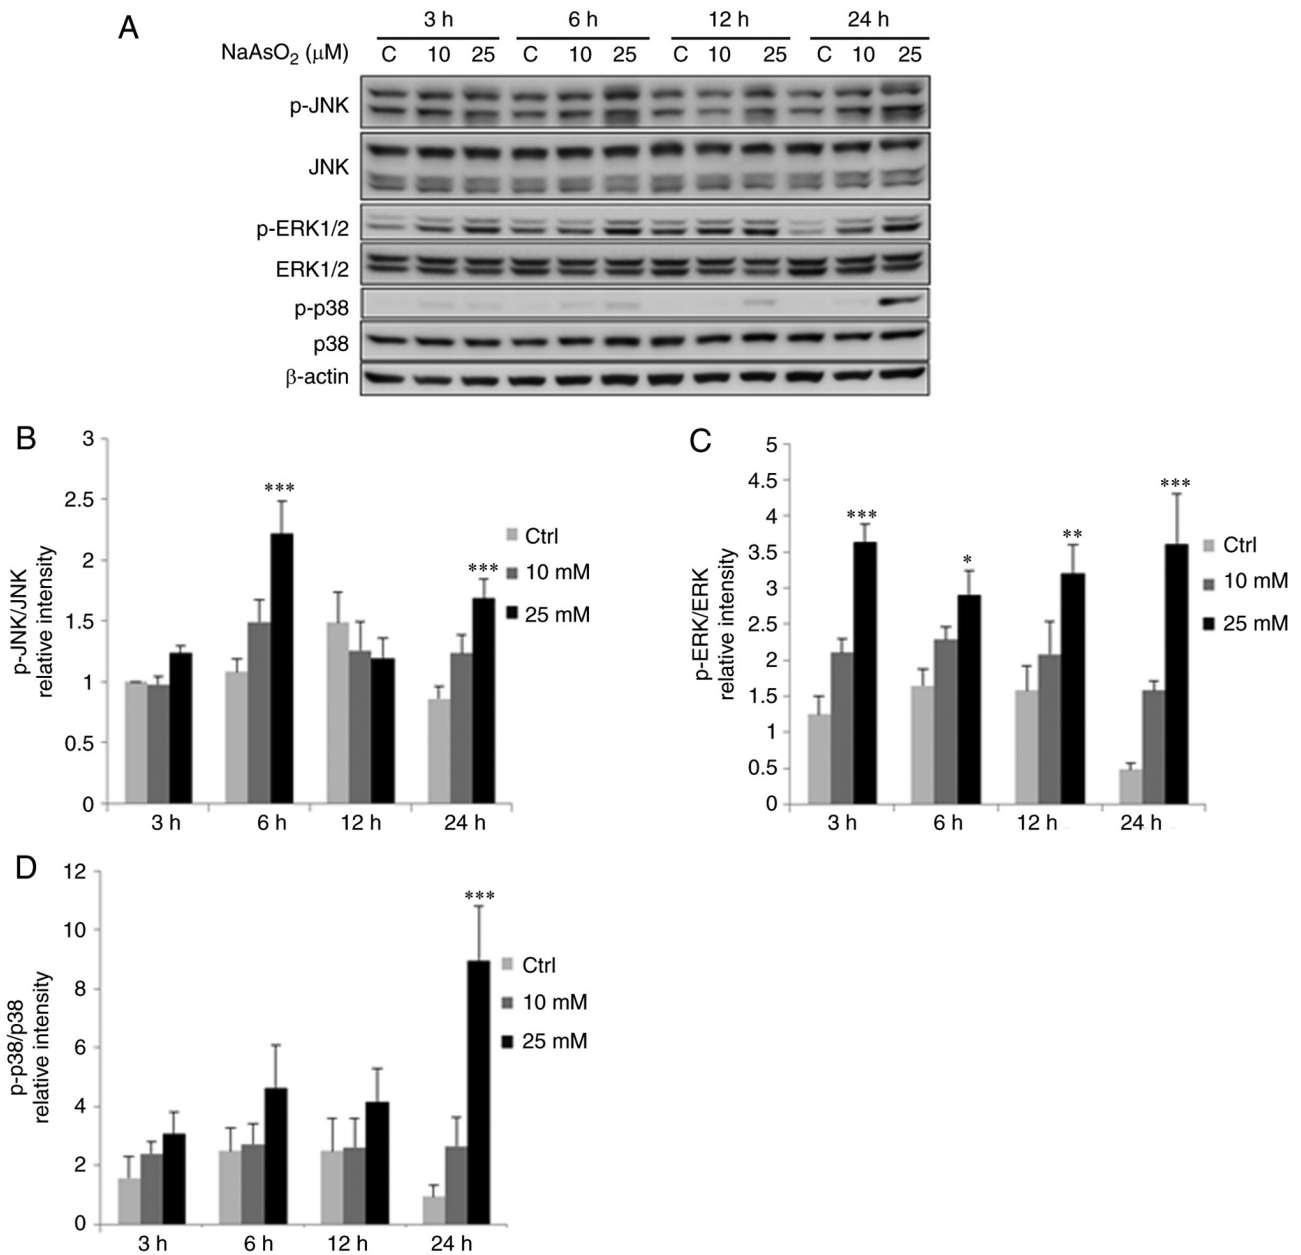 A
3 h 6 h 12 h 24 h
NaAsO2 (μM) C 10 25 C 10 25 C 10 25 C 10 25
p-JNK
JNK
p-ERK1/2
ERK1/2
p-p38
p38
β-actin
B
p-JNK/JNK
relative intensity
3
2.5
2
1.5
1
0.5
0
***
***
3 h 6 h 12 h 24 h
Ctrl
10 mM
25 mM
C
p-ERK/ERK
relative intensity
5
4.5
4
3.5
3
2.5
2
1.5
1
0.5
0
***
*
**
***
3 h 6 h 12 h 24 h
Ctrl
10 mM
25 mM
D
p-p38/p38
relative intensity
12
10
8
6
4
2
0
***
3 h 6 h 12 h 24 h
Ctrl
10 mM
25 mM